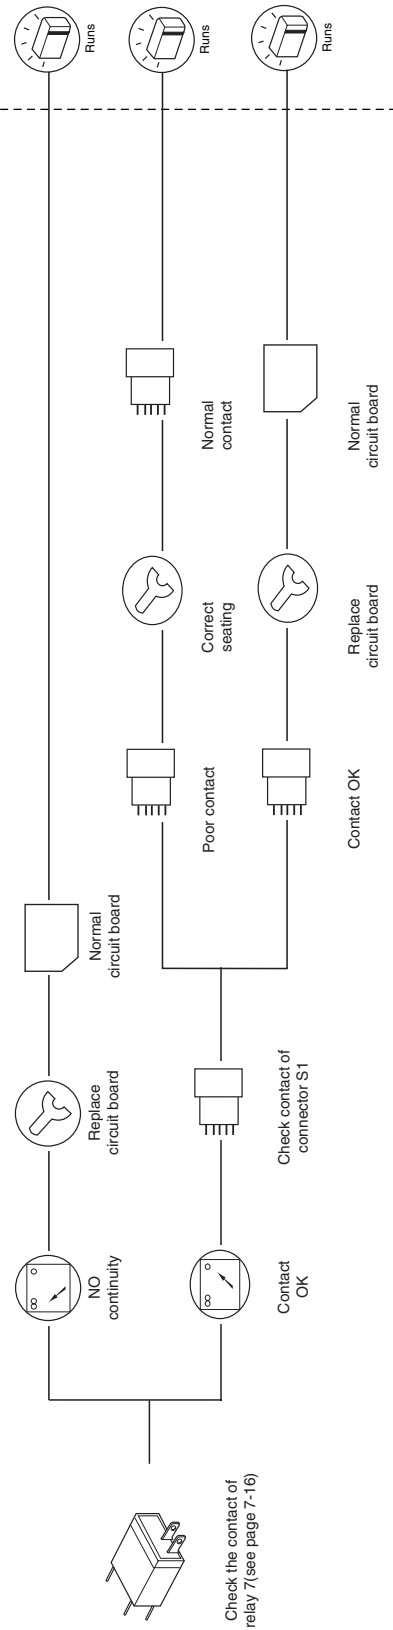 Check the contact of
relay 7(see page 7-16)
NO
continuity
Replace
circuit board
Normal
circuit board
Runs
Contact
OK
Check contact of
connector S1
Poor contact
Correct
seating
Normal
contact
Runs
Contact OK
Replace
circuit board
Normal
circuit board
Runs